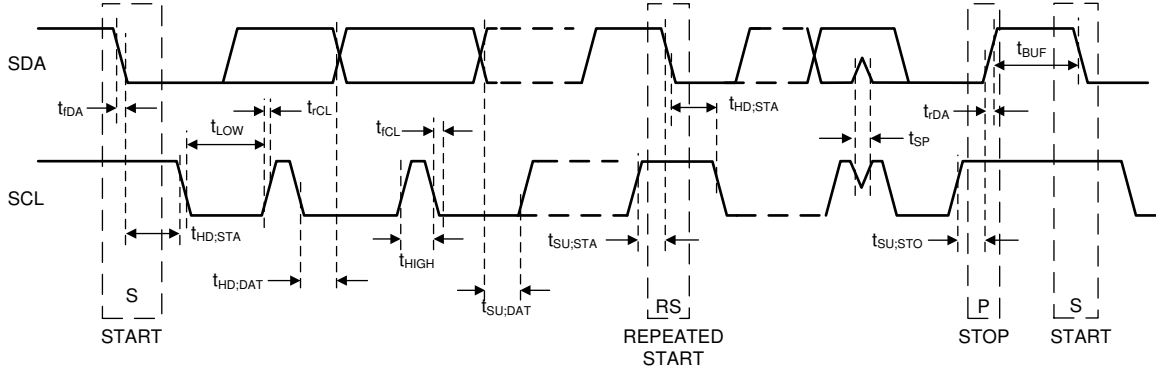 SDA
t_fDA
t_LOW
t_rCL
t_fCL
t_HD;STA
t_SP
t_rDA
t_BUF
SCL
t_HD;STA
t_HD;DAT
t_HIGH
t_SU;DAT
t_SU;STA
t_SU;STO
S
START
RS
REPEATED
START
P
STOP
S
START